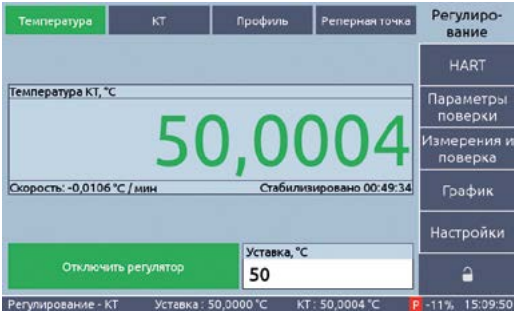 Температура
КТ
Профиль
Реперная точка
Регулиро-
вание
HART
Параметры
поверки
Измерения и
поверка
График
Настройки
Температура КТ, °C
50,0004
Скорость: -0,0106 °C / мин
Стабилизировано 00:49:34
Отключить регулятор
Уставка, °C
50
Регулирование - КТ
Уставка : 50,0000 °C
КТ : 50,0004 °C
P -11%
15:09:50